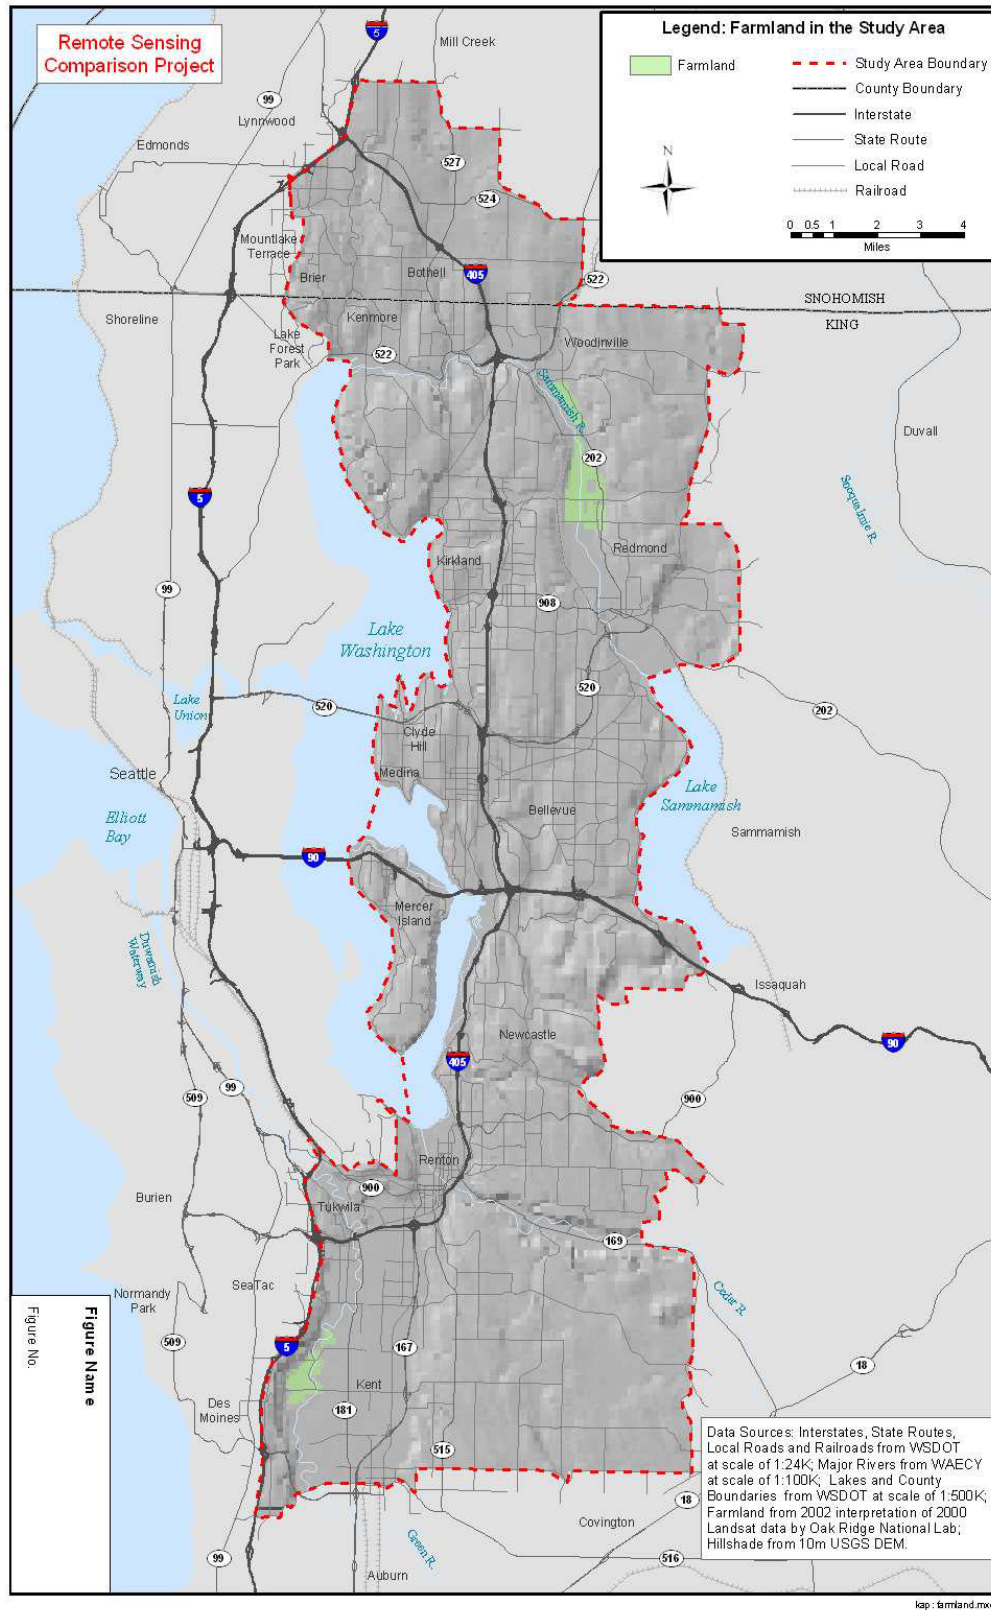 Remote Sensing
Comparison Project
Legend: Farmland in the Study Area
Farmland
Study Area Boundary
County Boundary
Interstate
State Route
Local Road
Railroad
N
0 0.5 1 2 3 4
Miles
5
Mill Creek
99
Lynnwood
Edmonds
527
524
Mountlake
Terrace
Brier
Bothell
405
522
SNOHOMISH
KING
Shoreline
Kenmore
Lake
Forest
Park
522
Woodinville
Sammamish R.
Duvall
202
5
Snoqualmie R.
Redmond
Kirkland
99
908
Lake
Washington
520
Lake
Union
520
202
Clyde
Hill
Medina
Seattle
Lake
Sammamish
Elliott
Bay
Bellevue
Sammamish
90
Mercer
Island
Duwamish
Waterway
Issaquah
Newcastle
90
405
99
509
900
Renton
900
Burien
Tukwila
169
SeaTac
Normandy
Park
Cedar R.
509
5
167
18
Kent
Des
Moines
181
515
Figure Name
Figure No.
Data Sources: Interstates, State Routes,
Local Roads and Railroads from WSDOT
at scale of 1:24K; Major Rivers from WAECY
at scale of 1:100K; Lakes and County
Boundaries from WSDOT at scale of 1:500K;
Farmland from 2002 interpretation of 2000
Landsat data by Oak Ridge National Lab;
Hillshade from 10m USGS DEM.
18
Covington
Green R.
99
516
Auburn